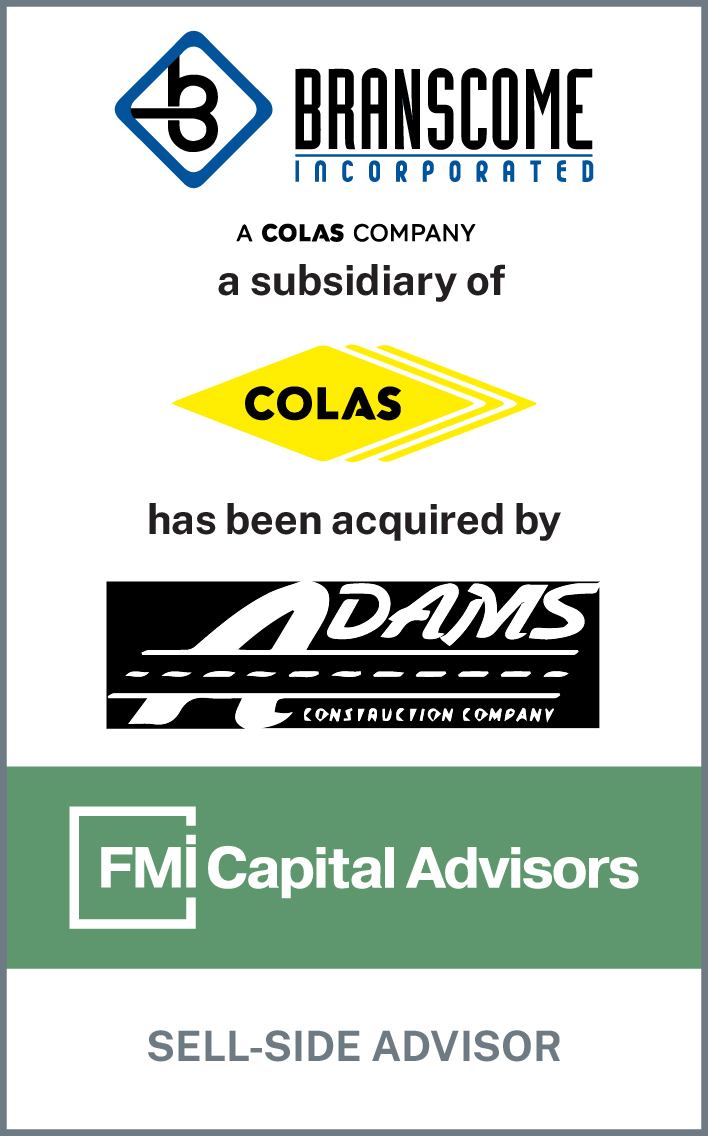 b
BRANSCOME
INCORPORATED
A COLAS COMPANY
a subsidiary of
COLAS
has been acquired by
ADAMS
CONSTRUCTION COMPANY
FMI Capital Advisors
SELL-SIDE ADVISOR